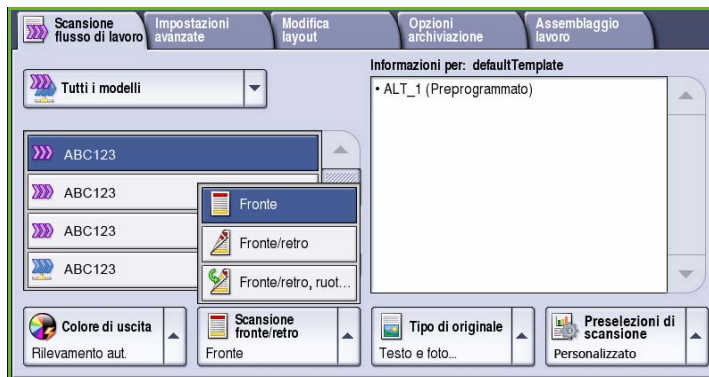 Scansione
flusso di lavoro
Impostazioni
avanzate
Modifica
layout
Opzioni
archiviazione
Assemblaggio
lavoro
Tutti i modelli
Informazioni per: defaultTemplate
• ALT_1 (Preprogrammato)
ABC123
ABC123
ABC123
ABC123
Fronte
Fronte/retro
Fronte/retro, ruot...
Colore di uscita
Rilevamento aut.
Scansione
fronte/retro
Fronte
Tipo di originale
Testo e foto...
Preselezioni di
scansione
Personalizzato